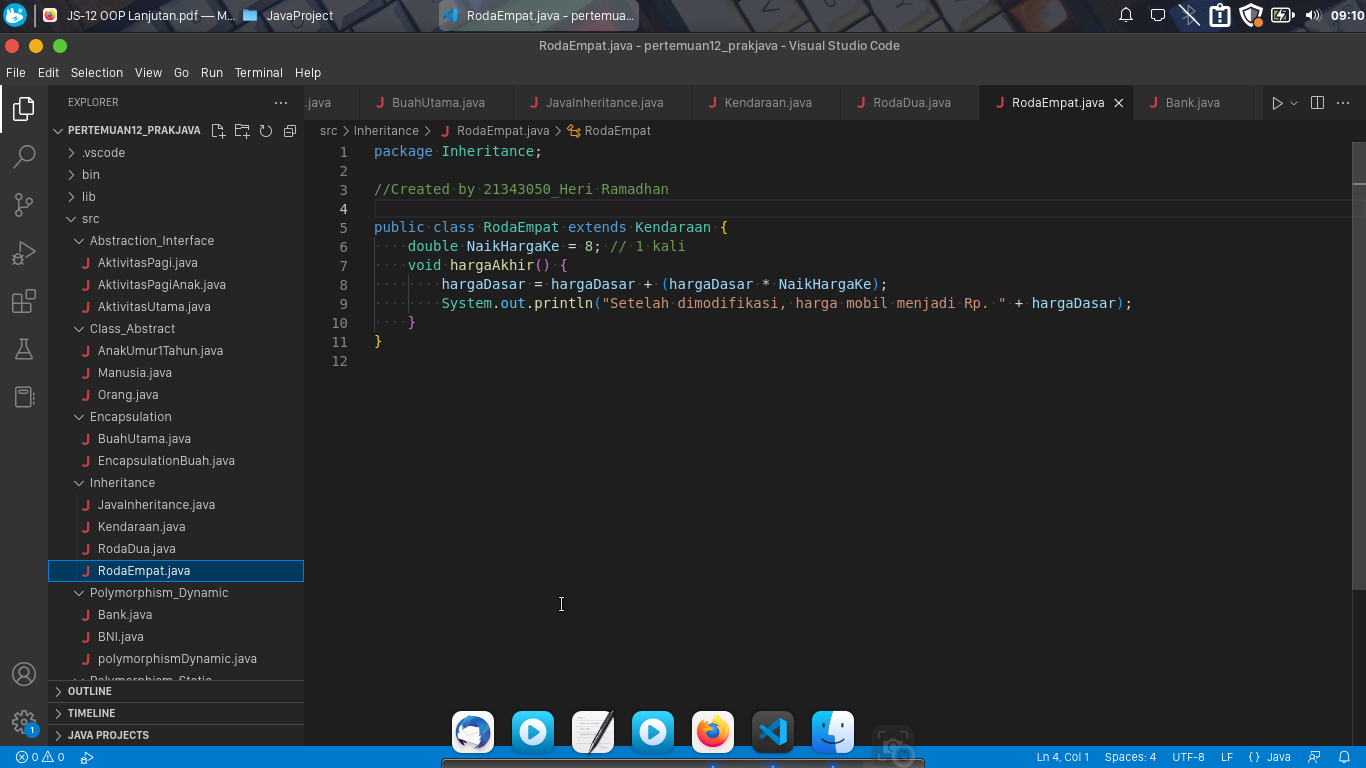 JS-12 OOP Lanjutan.pdf — M...
JavaProject
RodaEmpat.java - pertemua...
09:10
RodaEmpat.java - pertemuan12_prakjava - Visual Studio Code
File Edit Selection View Go Run Terminal Help
EXPLORER
.java
BuahUtama.java
JavaInheritance.java
Kendaraan.java
RodaDua.java
RodaEmpat.java
Bank.java
PERTEMUAN12_PRAKJAVA
.vscode
bin
lib
src
Abstraction_Interface
AktivitasPagi.java
AktivitasPagiAnak.java
AktivitasUtama.java
Class_Abstract
AnakUmur1Tahun.java
Manusia.java
Orang.java
Encapsulation
BuahUtama.java
EncapsulationBuah.java
Inheritance
JavaInheritance.java
Kendaraan.java
RodaDua.java
RodaEmpat.java
Polymorphism_Dynamic
Bank.java
BNI.java
polymorphismDynamic.java
Polymorphism_Static
OUTLINE
TIMELINE
JAVA PROJECTS
src > Inheritance > RodaEmpat.java > RodaEmpat
1 package Inheritance;
2
3 //Created by 21343050_Heri Ramadhan
4
5 public class RodaEmpat extends Kendaraan {
6 double NaikHargaKe = 8; // 1 kali
7 void hargaAkhir() {
8 hargaDasar = hargaDasar + (hargaDasar * NaikHargaKe);
9 System.out.println("Setelah dimodifikasi, harga mobil menjadi Rp. " + hargaDasar);
10 }
11 }
12
1
0 0
Ln 4, Col 1
Spaces: 4
UTF-8
LF
{ } Java